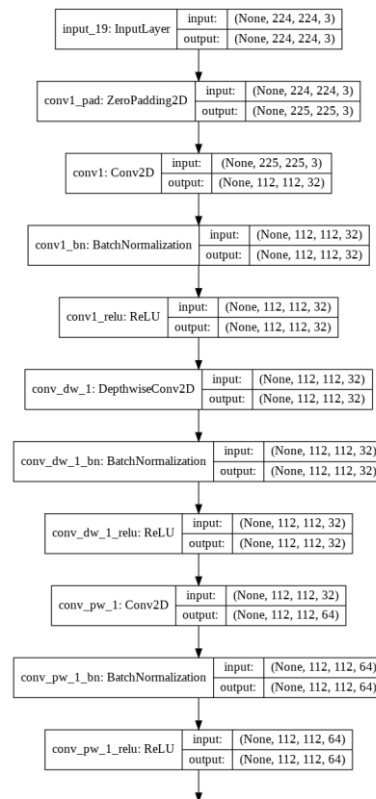 input_19: InputLayer
input: (None, 224, 224, 3)
output: (None, 224, 224, 3)
conv1_pad: ZeroPadding2D
input: (None, 224, 224, 3)
output: (None, 225, 225, 3)
conv1: Conv2D
input: (None, 225, 225, 3)
output: (None, 112, 112, 32)
conv1_bn: BatchNormalization
input: (None, 112, 112, 32)
output: (None, 112, 112, 32)
conv1_relu: ReLU
input: (None, 112, 112, 32)
output: (None, 112, 112, 32)
conv_dw_1: DepthwiseConv2D
input: (None, 112, 112, 32)
output: (None, 112, 112, 32)
conv_dw_1_bn: BatchNormalization
input: (None, 112, 112, 32)
output: (None, 112, 112, 32)
conv_dw_1_relu: ReLU
input: (None, 112, 112, 32)
output: (None, 112, 112, 32)
conv_pw_1: Conv2D
input: (None, 112, 112, 32)
output: (None, 112, 112, 64)
conv_pw_1_bn: BatchNormalization
input: (None, 112, 112, 64)
output: (None, 112, 112, 64)
conv_pw_1_relu: ReLU
input: (None, 112, 112, 64)
output: (None, 112, 112, 64)